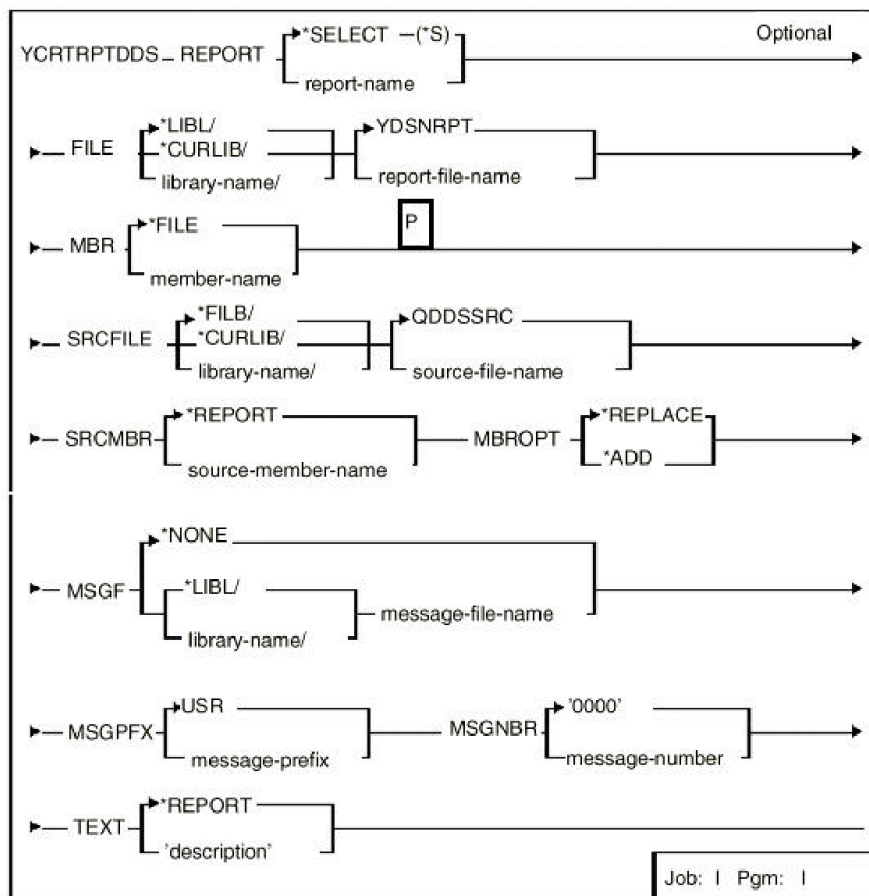 *SELECT –(*S) Optional
YCRTRPTDDS – REPORT
report-name
*LIBL/ YDSNRPT
FILE *CURLIB/
library-name/ report-file-name
P
*FILE
MBR
member-name
*FILB/ QDDSSRC
SRCFILE *CURLIB/
library-name/ source-file-name
*REPORT *REPLACE
SRCMBR MBROPT
source-member-name *ADD
*NONE
MSGF *LIBL/
message-file-name
library-name/
USR '0000'
MSGPFX MSGNBR
message-prefix message-number
*REPORT
TEXT
'description'
Job: I Pgm: I